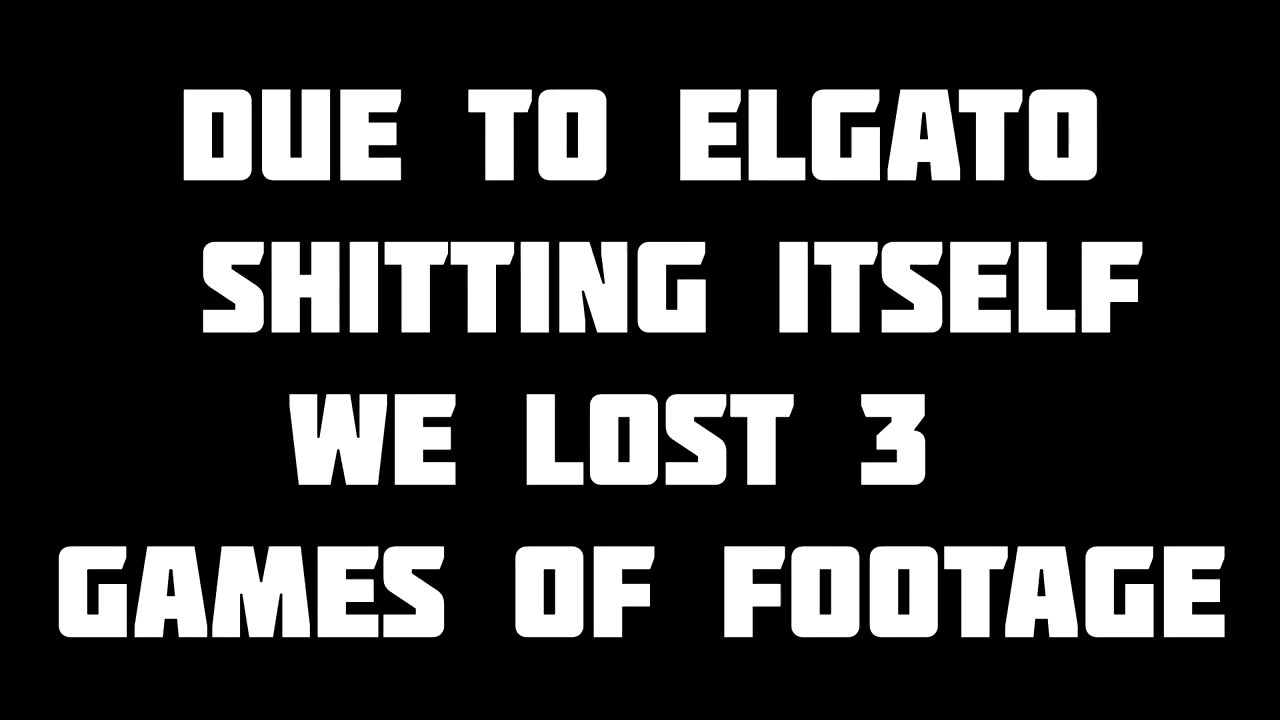 DUE TO ELGATO
SHITTING ITSELF
WE LOST 3
GAMES OF FOOTAGE